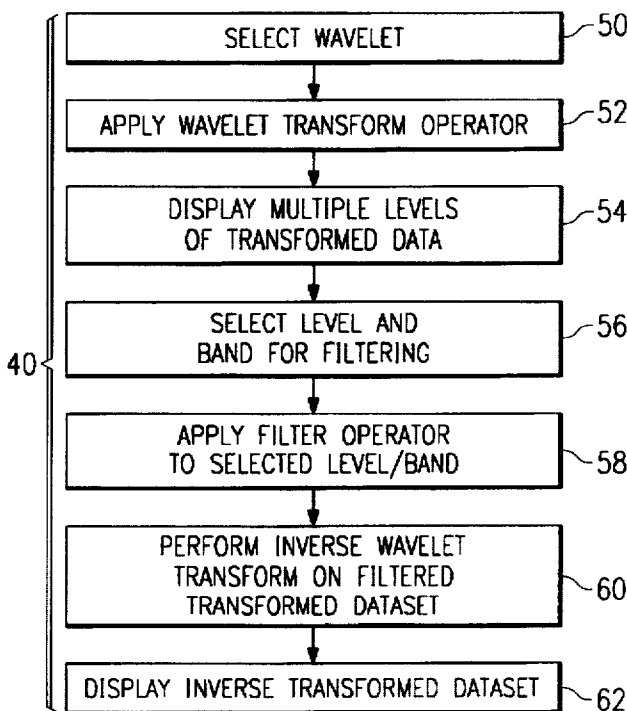 SELECT WAVELET
50
APPLY WAVELET TRANSFORM OPERATOR
52
DISPLAY MULTIPLE LEVELS
OF TRANSFORMED DATA
54
SELECT LEVEL AND
BAND FOR FILTERING
56
40
APPLY FILTER OPERATOR
TO SELECTED LEVEL/BAND
58
PERFORM INVERSE WAVELET
TRANSFORM ON FILTERED
TRANSFORMED DATASET
60
DISPLAY INVERSE TRANSFORMED DATASET
62